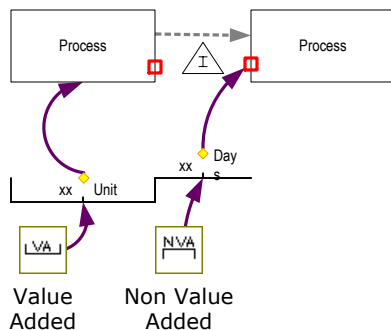 Process
Process
I
xx
Unit
xx
Day
s
VA
NVA
Value
Added
Non Value
Added